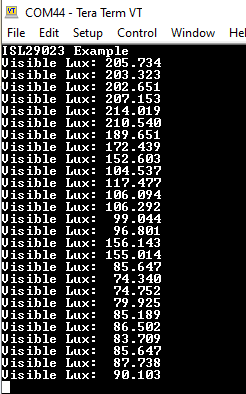 COM44 - Tera Term VT
File Edit Setup Control Window Help
ISL29023 Example
Visible Lux: 205.734
Visible Lux: 203.323
Visible Lux: 202.651
Visible Lux: 207.153
Visible Lux: 214.019
Visible Lux: 210.540
Visible Lux: 189.651
Visible Lux: 172.439
Visible Lux: 152.603
Visible Lux: 104.537
Visible Lux: 117.477
Visible Lux: 106.094
Visible Lux: 106.292
Visible Lux:  99.044
Visible Lux:  96.801
Visible Lux: 156.143
Visible Lux: 155.014
Visible Lux:  85.647
Visible Lux:  74.340
Visible Lux:  74.752
Visible Lux:  79.925
Visible Lux:  85.189
Visible Lux:  86.502
Visible Lux:  83.709
Visible Lux:  85.647
Visible Lux:  87.738
Visible Lux:  90.103